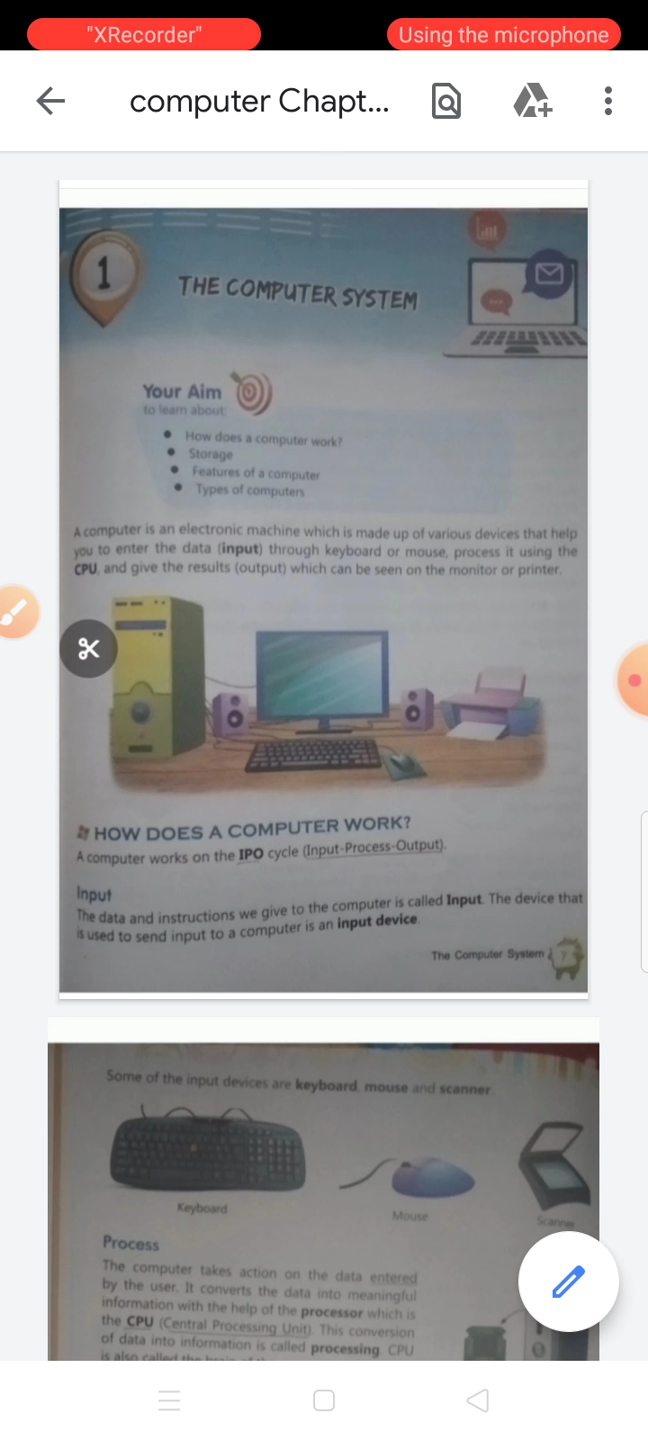 "XRecorder"
Using the microphone
computer Chapt...
1
THE COMPUTER SYSTEM
Your Aim
to learn about:
• How does a computer work?
• Storage
• Features of a computer
• Types of computers
A computer is an electronic machine which is made up of various devices that help
you to enter the data (input) through keyboard or mouse, process it using the
CPU, and give the results (output) which can be seen on the monitor or printer.
HOW DOES A COMPUTER WORK?
A computer works on the IPO cycle (Input-Process-Output).
Input
The data and instructions we give to the computer is called Input. The device that
is used to send input to a computer is an input device.
The Computer System
7
Some of the input devices are keyboard, mouse and scanner.
Keyboard
Mouse
Scanner
Process
The computer takes action on the data entered
by the user. It converts the data into meaningful
information with the help of the processor which is
the CPU (Central Processing Unit). This conversion
of data into information is called processing. CPU
is also called the